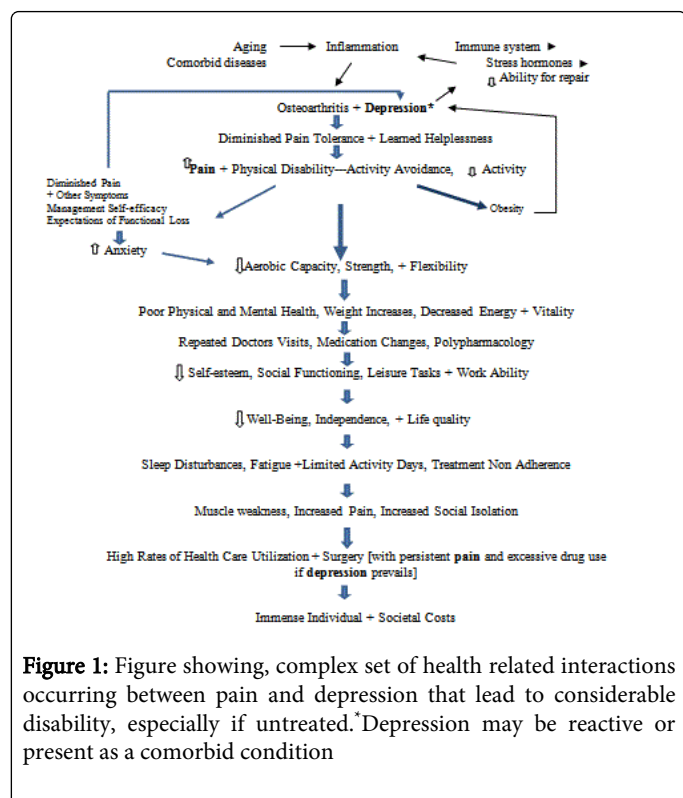 Aging Inflammation Immune system ►
Comorbid diseases Stress hormones ►
⇩ Ability for repair
Osteoarthritis + Depression*
Diminished Pain Tolerance + Learned Helplessness
⇧Pain + Physical Disability---Activity Avoidance, ⇩ Activity
Diminished Pain
+ Other Symptoms
Management Self-efficacy
Expectations of Functional Loss
Obesity
⇧ Anxiety
⇩Aerobic Capacity, Strength, + Flexibility
Poor Physical and Mental Health, Weight Increases, Decreased Energy + Vitality
Repeated Doctors Visits, Medication Changes, Polypharmacology
⇩ Self-esteem, Social Functioning, Leisure Tasks + Work Ability
⇩Well-Being, Independence, + Life quality
Sleep Disturbances, Fatigue +Limited Activity Days, Treatment Non Adherence
Muscle weakness, Increased Pain, Increased Social Isolation
High Rates of Health Care Utilization + Surgery [with persistent pain and excessive drug use
if depression prevails]
Immense Individual + Societal Costs
Figure 1: Figure showing, complex set of health related interactions
occurring between pain and depression that lead to considerable
disability, especially if untreated.*Depression may be reactive or
present as a comorbid condition